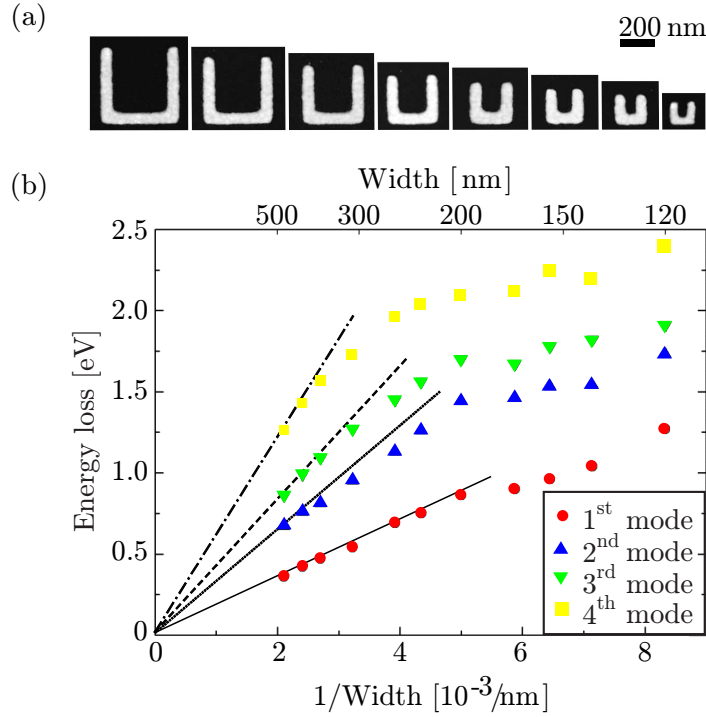 (a)
200 nm
(b)
Width [nm]
500 400 300 200 150 120
2.5
2.0
1.5
1.0
0.5
0
Energy loss [eV]
1st mode
2nd mode
3rd mode
4th mode
0 2 4 6 8
1/Width [10-3/nm]